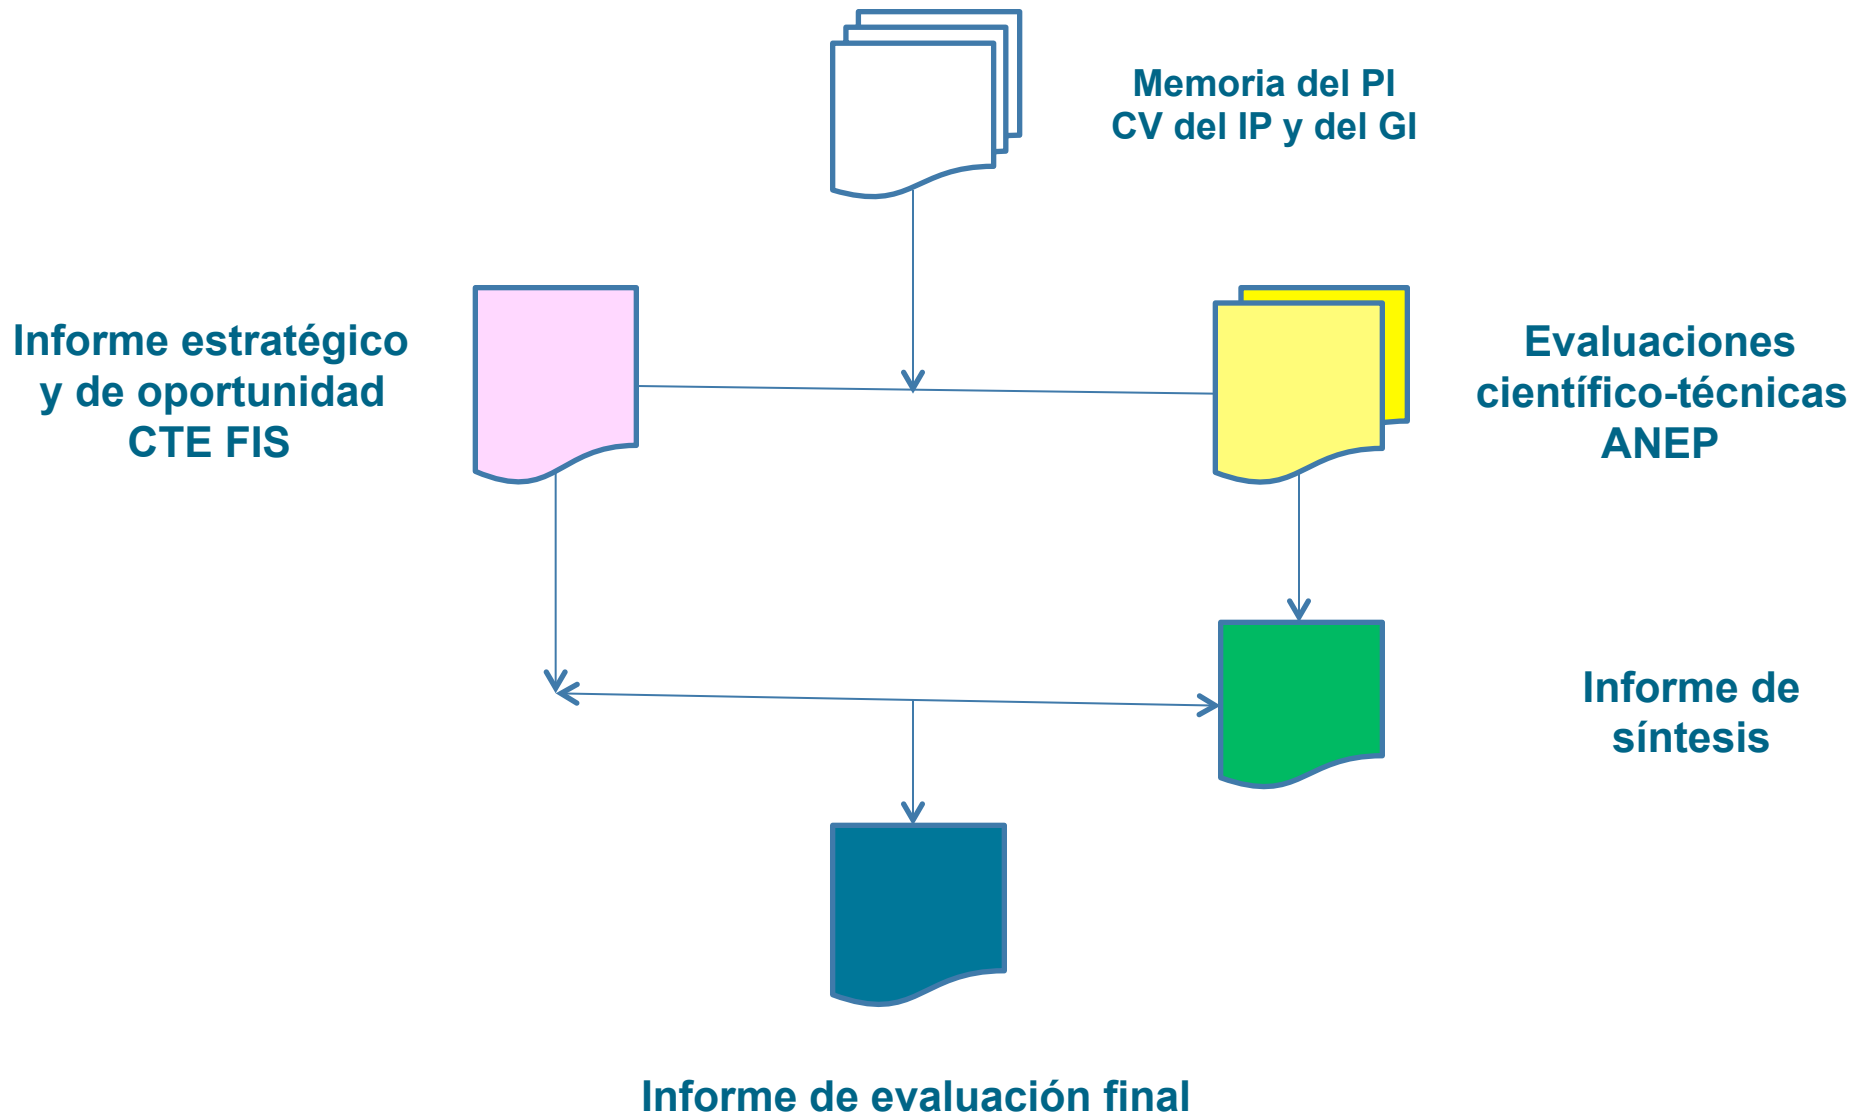 Memoria del PI
CV del IP y del GI
Informe estratégico
y de oportunidad
CTE FIS
Evaluaciones
científico-técnicas
ANEP
Informe de
síntesis
Informe de evaluación final